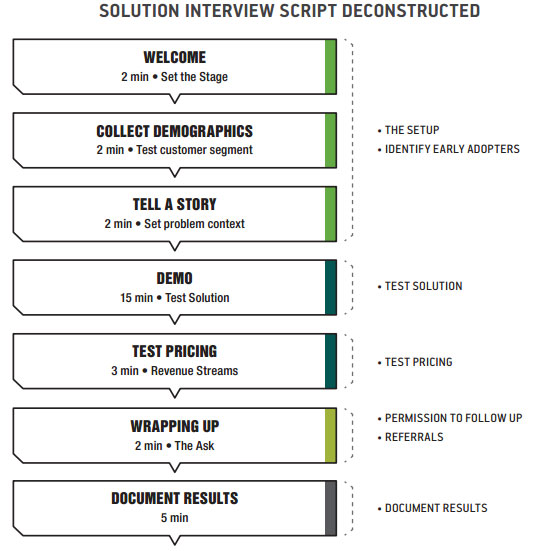 SOLUTION INTERVIEW SCRIPT DECONSTRUCTED
WELCOME
2 min • Set the Stage
COLLECT DEMOGRAPHICS
2 min • Test customer segment
TELL A STORY
2 min • Set problem context
• THE SETUP
• IDENTIFY EARLY ADOPTERS
DEMO
15 min • Test Solution
• TEST SOLUTION
TEST PRICING
3 min • Revenue Streams
• TEST PRICING
WRAPPING UP
2 min • The Ask
• PERMISSION TO FOLLOW UP
• REFERRALS
DOCUMENT RESULTS
5 min
• DOCUMENT RESULTS